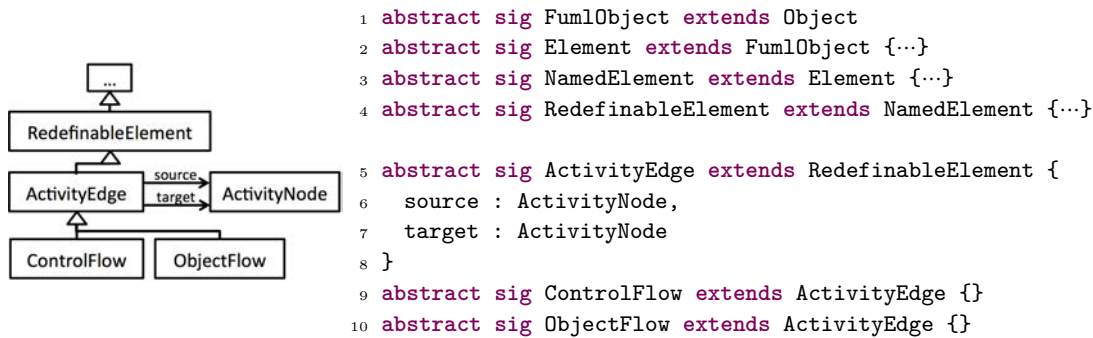 ...
RedefinableElement
ActivityEdge
source
target
ActivityNode
ControlFlow
ObjectFlow
1 abstract sig FumlObject extends Object
2 abstract sig Element extends FumlObject {⋯}
3 abstract sig NamedElement extends Element {⋯}
4 abstract sig RedefinableElement extends NamedElement {⋯}
5 abstract sig ActivityEdge extends RedefinableElement {
6 source : ActivityNode,
7 target : ActivityNode
8 }
9 abstract sig ControlFlow extends ActivityEdge {}
10 abstract sig ObjectFlow extends ActivityEdge {}